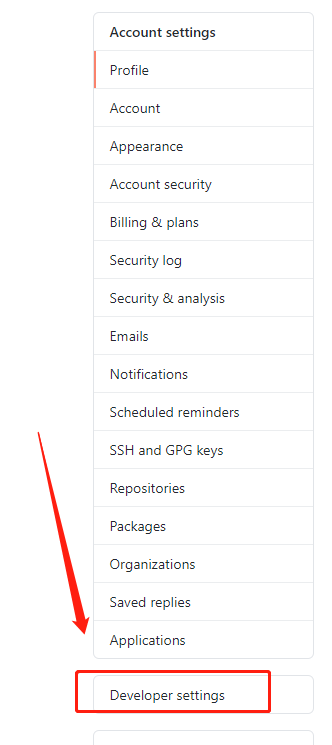 Account settings
Profile
Account
Appearance
Account security
Billing & plans
Security log
Security & analysis
Emails
Notifications
Scheduled reminders
SSH and GPG keys
Repositories
Packages
Organizations
Saved replies
Applications
Developer settings